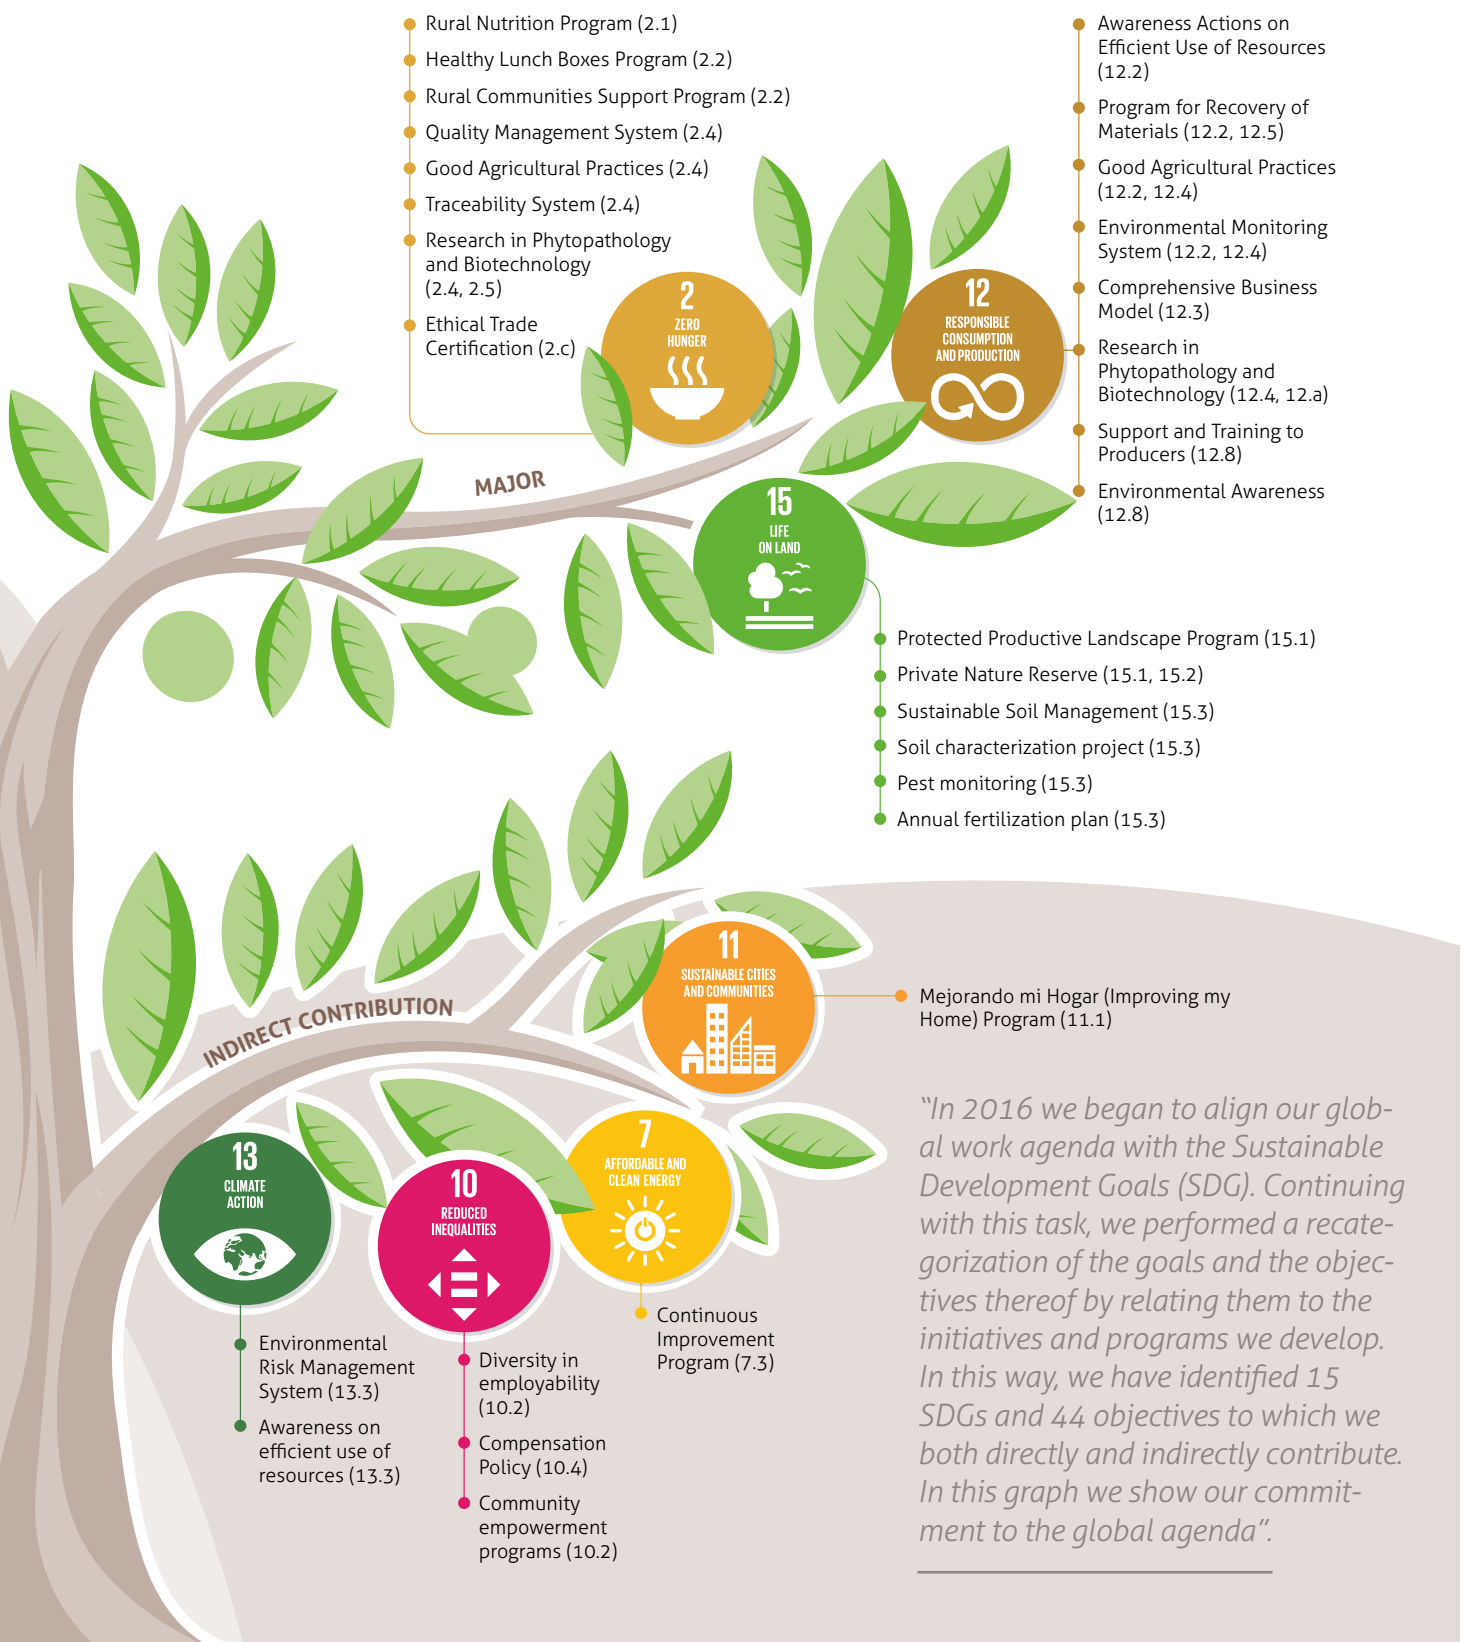 Rural Nutrition Program (2.1)
Healthy Lunch Boxes Program (2.2)
Rural Communities Support Program (2.2)
Quality Management System (2.4)
Good Agricultural Practices (2.4)
Traceability System (2.4)
Research in Phytopathology
and Biotechnology
(2.4, 2.5)
Ethical Trade
Certification (2.c)
2
ZERO
HUNGER
12
RESPONSIBLE
CONSUMPTION
AND PRODUCTION
Awareness Actions on
Efficient Use of Resources
(12.2)
Program for Recovery of
Materials (12.2, 12.5)
Good Agricultural Practices
(12.2, 12.4)
Environmental Monitoring
System (12.2, 12.4)
Comprehensive Business
Model (12.3)
Research in
Phytopathology and
Biotechnology (12.4, 12.a)
Support and Training to
Producers (12.8)
Environmental Awareness
(12.8)
MAJOR
15
LIFE
ON LAND
Protected Productive Landscape Program (15.1)
Private Nature Reserve (15.1, 15.2)
Sustainable Soil Management (15.3)
Soil characterization project (15.3)
Pest monitoring (15.3)
Annual fertilization plan (15.3)
INDIRECT CONTRIBUTION
11
SUSTAINABLE CITIES
AND COMMUNITIES
Mejorando mi Hogar (Improving my
Home) Program (11.1)
13
CLIMATE
ACTION
Environmental
Risk Management
System (13.3)
Awareness on
efficient use of
resources (13.3)
10
REDUCED
INEQUALITIES
Diversity in
employability
(10.2)
Compensation
Policy (10.4)
Community
empowerment
programs (10.2)
7
AFFORDABLE AND
CLEAN ENERGY
Continuous
Improvement
Program (7.3)
“In 2016 we began to align our glob-
al work agenda with the Sustainable
Development Goals (SDG). Continuing
with this task, we performed a recate-
gorization of the goals and the objec-
tives thereof by relating them to the
initiatives and programs we develop.
In this way, we have identified 15
SDGs and 44 objectives to which we
both directly and indirectly contribute.
In this graph we show our commit-
ment to the global agenda”.